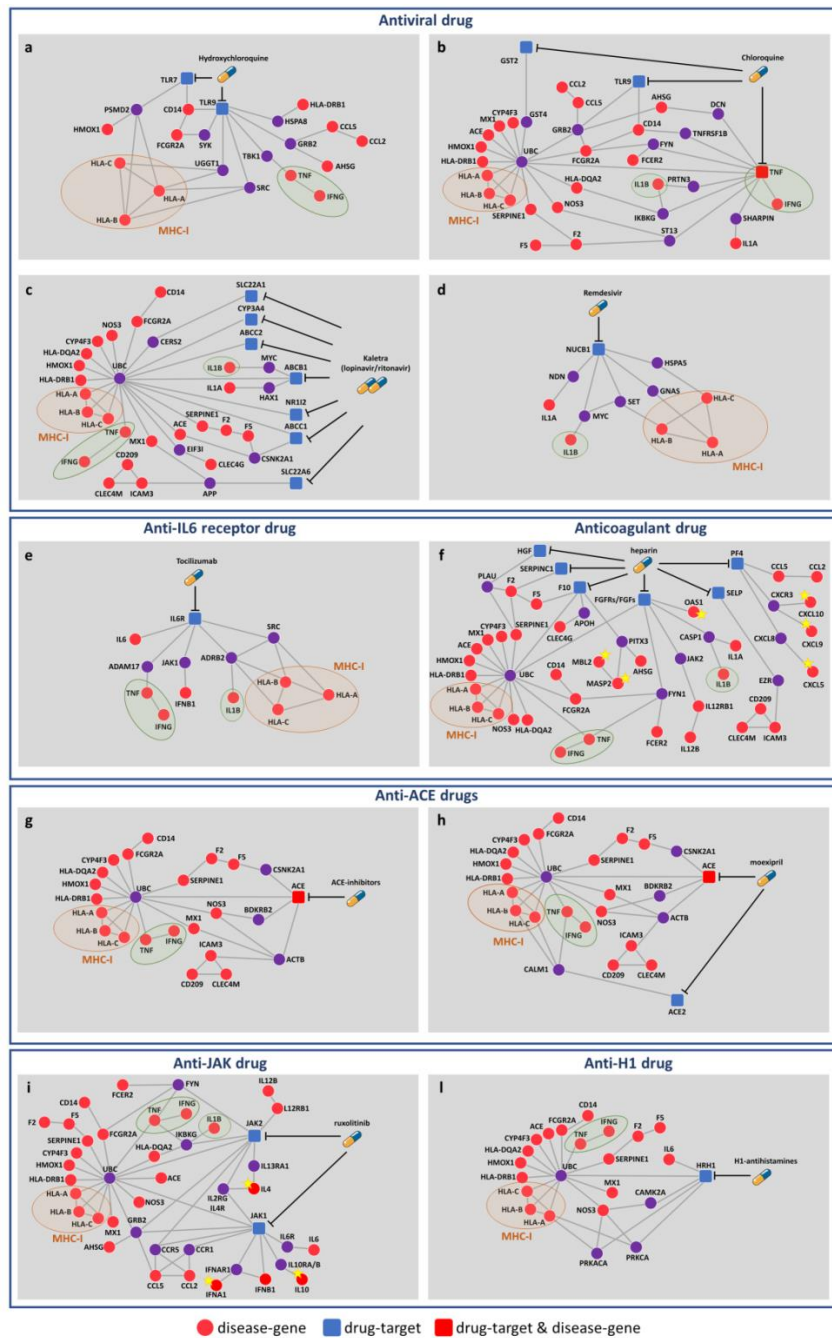 Antiviral drug
a
Hydroxychloroquine
TLR7
PSMD2
CD14
TLR9
HLA-DRB1
HMOX1
HSPA8
CCL5
FCGR2A
SYK
GRB2
CCL2
HLA-C
UGGT1
TBK1
AHSG
TNF
HLA-A
SRC
IFNG
HLA-B
MHC-I
b
Chloroquine
GST2
CCL2
TLR9
CYP4F3
CCL5
AHSG
DCN
MX1
GST4
ACE
GRB2
CD14
TNFRSF1B
HMOX1
UBC
FYN
HLA-DRB1
FCGR2A
FCER2
HLA-A
HLA-DQA2
IL1B
PRTN3
TNF
HLA-B
HLA-C
NOS3
IFNG
MHC-I
SERPINE1
IKBKG
SHARPIN
F5
F2
ST13
IL1A
c
SLC22A1
CD14
CYP3A4
NOS3
FCGR2A
ABCC2
CYP4F3
CERS2
Kaletra
HLA-DQA2
UBC
MYC
(lopinavir/ritonavir)
HMOX1
IL1B
ABCB1
HLA-DRB1
IL1A
HAX1
NR1I2
HLA-A
SERPINE1
F2
ABCC1
HLA-B
ACE
F5
MHC-I
HLA-C
TNF
MX1
EIF3I
CSNK2A1
IFNG
CD209
CLEC4G
SLC22A6
CLEC4M
ICAM3
APP
d
Remdesivir
NUCB1
HSPA5
NDN
GNAS
HLA-C
IL1A
MYC
SET
HLA-B
HLA-A
IL1B
MHC-I
Anti-IL6 receptor drug
e
Tocilizumab
IL6R
IL6
SRC
ADAM17
JAK1
ADRB2
MHC-I
TNF
HLA-B
HLA-A
IFNB1
IL1B
IFNG
HLA-C
Anticoagulant drug
f
HGF
heparin
PF4
SERPINC1
CCL5
CCL2
PLAU
F2
F10
SELP
CXCR3
F5
FGFRs/FGFs
OAS1
CXCL10
CYP4F3
SERPINE1
APOH
MX1
CLEC4G
PITX3
CASP1
CXCL8
CXCL9
ACE
MBL2
JAK2
IL1A
HMOX1
UBC
CD14
AHSG
EZR
HLA-DRB1
MASP2
IL1B
CXCL5
HLA-A
FYN1
CD209
HLA-B
FCGR2A
IL12RB1
MHC-I
HLA-C
NOS3
HLA-DQA2
TNF
FCER2
IL12B
CLEC4M
ICAM3
IFNG
Anti-ACE drugs
g
CD14
CYP4F3
FCGR2A
F2
HLA-DQA2
F5
CSNK2A1
HMOX1
UBC
SERPINE1
ACE
ACE-inhibitors
HLA-DRB1
NOS3
HLA-A
BDKRB2
HLA-B
MX1
HLA-C
IFNG
TNF
ICAM3
MHC-I
ACTB
CD209
CLEC4M
h
CD14
CYP4F3
FCGR2A
F2
HLA-DQA2
F5
CSNK2A1
HMOX1
UBC
SERPINE1
ACE
moexipril
HLA-DRB1
MX1
BDKRB2
HLA-A
TNF
HLA-b
NOS3
ACTB
HLA-C
IFNG
ICAM3
MHC-I
CALM1
CD209
CLEC4M
ACE2
Anti-JAK drug
i
FYN
IL12B
CD14
FCER2
IFNG
L12RB1
F2
F5
TNF
IL1B
FCGR2A
IKBKG
JAK2
ruxolitinib
SERPINE1
HLA-DQA2
CYP4F3
UBC
IL13RA1
HMOX1
ACE
HLA-DRB1
IL2RG
IL4
HLA-A
NOS3
IL4R
HLA-B
GRB2
JAK1
HLA-C
MX1
IL6R
IL6
MHC-I
CCR5
CCR1
AHSG
IFNAR1
IL10RA/B
CCL5
CCL2
IFNA1
IFNB1
IL10
Anti-H1 drug
l
CD14
FCGR2A
IFNG
ACE
F5
CYP4F3
TNF
F2
HLA-DQA2
IL6
HMOX1
UBC
SERPINE1
HRH1
H1-antihistamines
HLA-DRB1
HLA-C
MX1
CAMK2A
HLA-B
NOS3
HLA-A
MHC-I
PRKACA
PRKCA
disease-gene
drug-target
drug-target & disease-gene